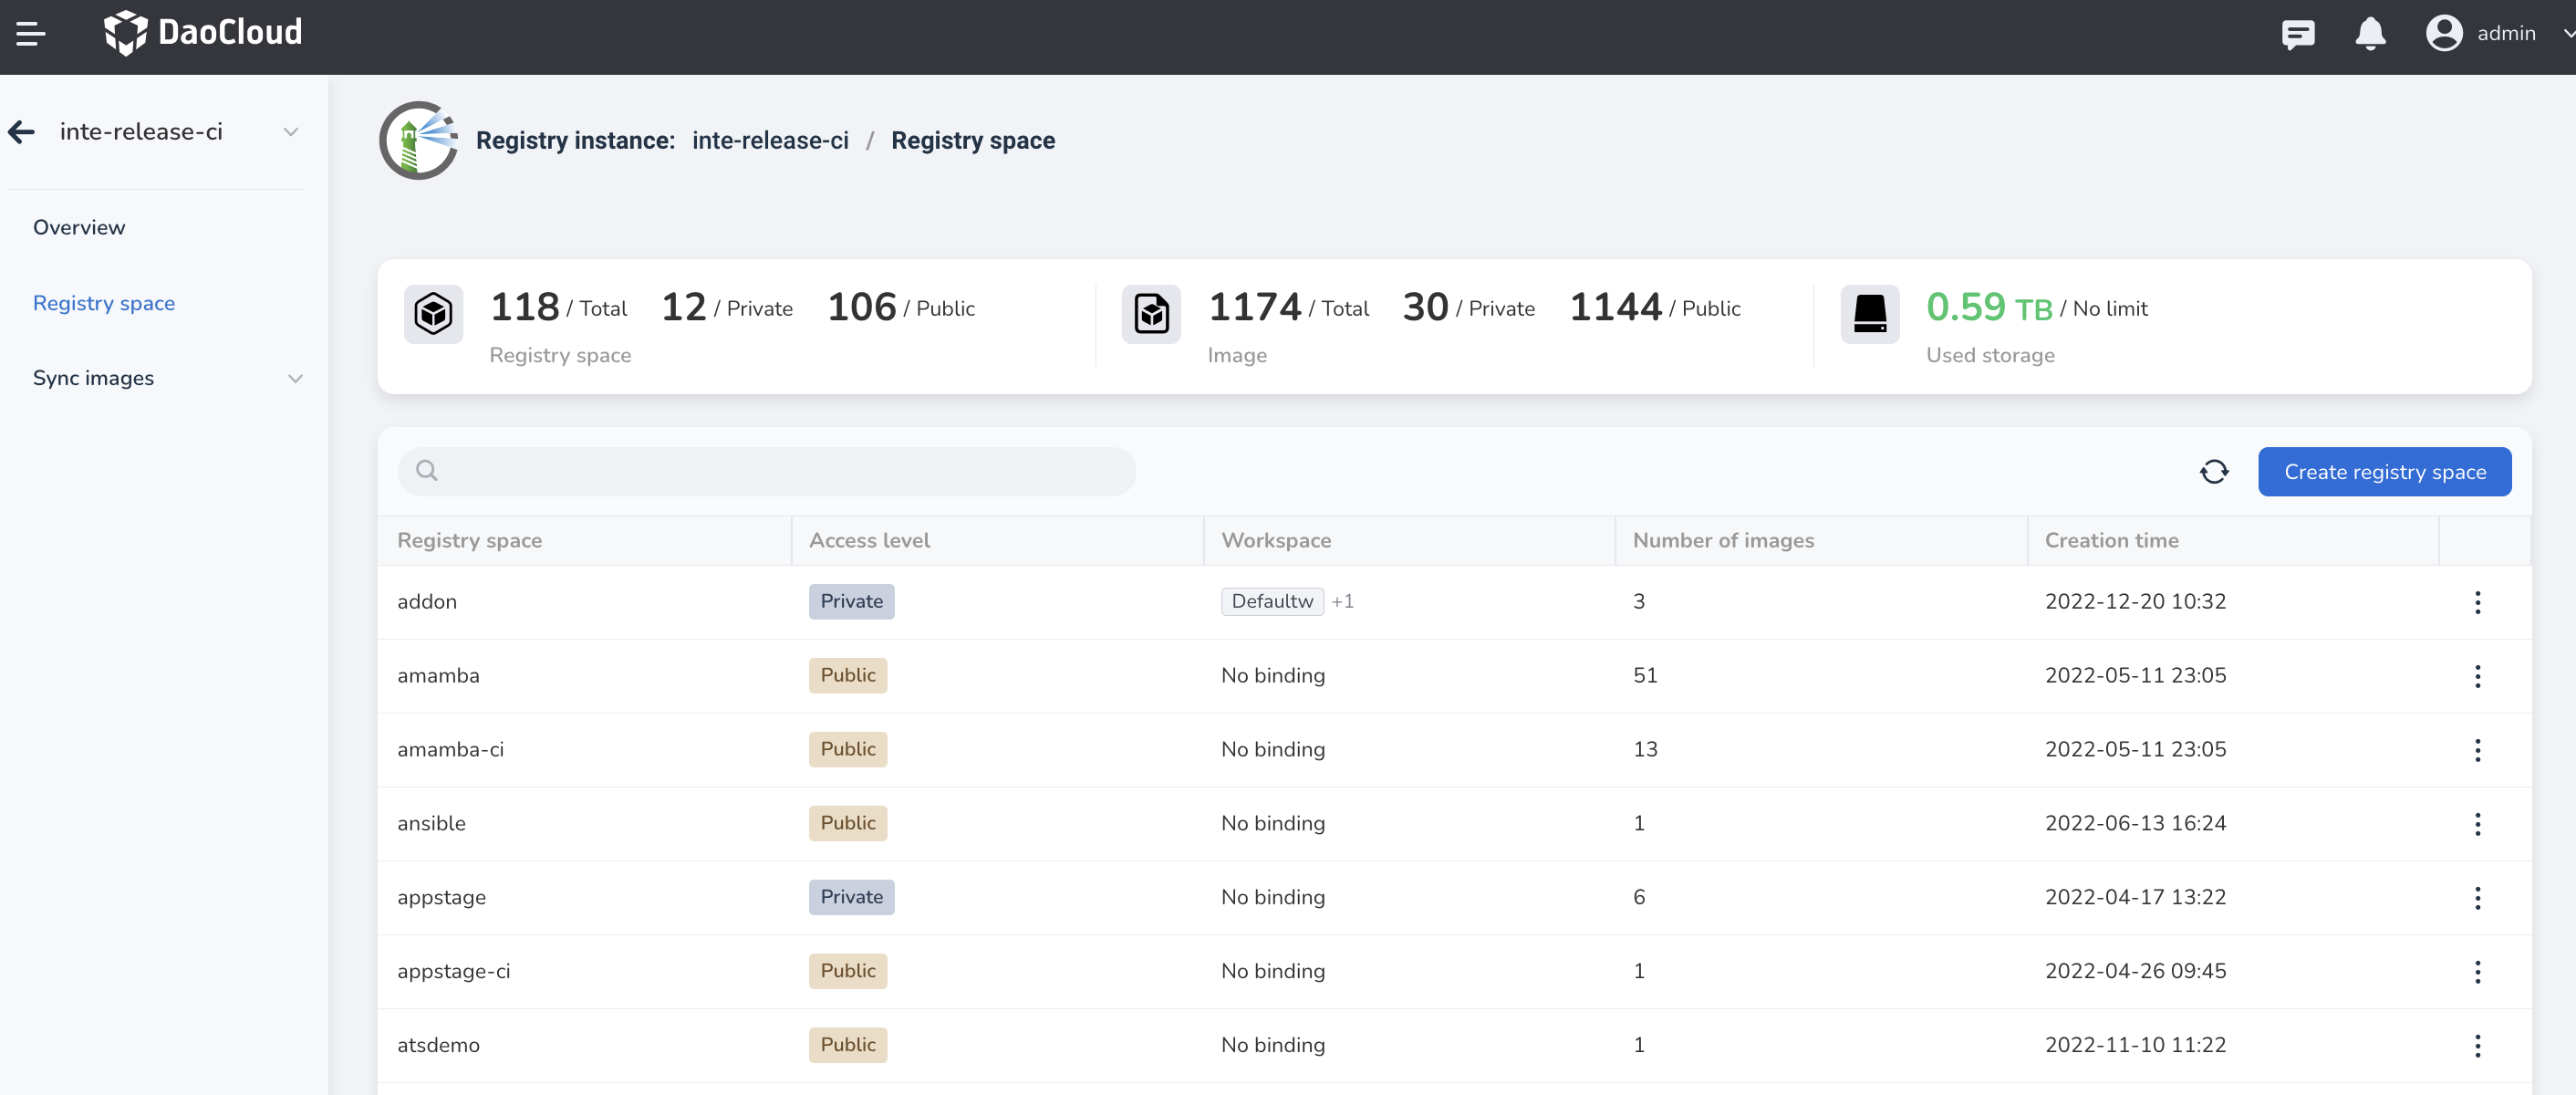 DaoCloud
admin
inte-release-ci
Registry instance: inte-release-ci / Registry space
Overview
Registry space
Sync images
118 / Total 12 / Private 106 / Public
Registry space
1174 / Total 30 / Private 1144 / Public
Image
0.59 TB / No limit
Used storage
Create registry space
Registry space Access level Workspace Number of images Creation time
addon Private Defaultw +1 3 2022-12-20 10:32
amamba Public No binding 51 2022-05-11 23:05
amamba-ci Public No binding 13 2022-05-11 23:05
ansible Public No binding 1 2022-06-13 16:24
appstage Private No binding 6 2022-04-17 13:22
appstage-ci Public No binding 1 2022-04-26 09:45
atsdemo Public No binding 1 2022-11-10 11:22